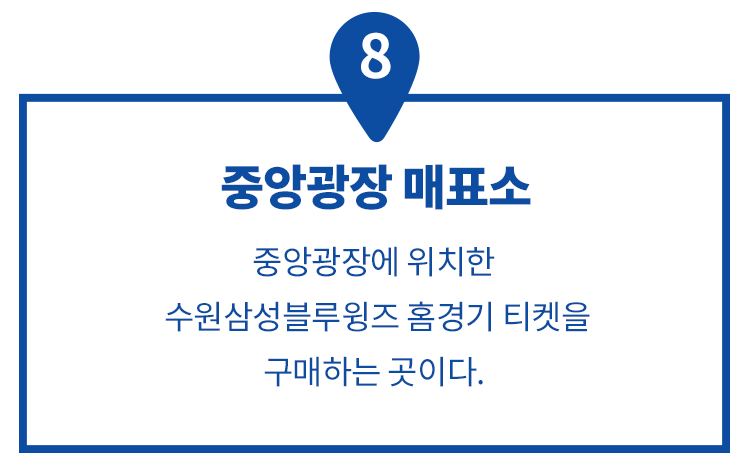 8
중앙광장 매표소
중앙광장에 위치한
수원삼성블루윙즈 홈경기 티켓을
구매하는 곳이다.